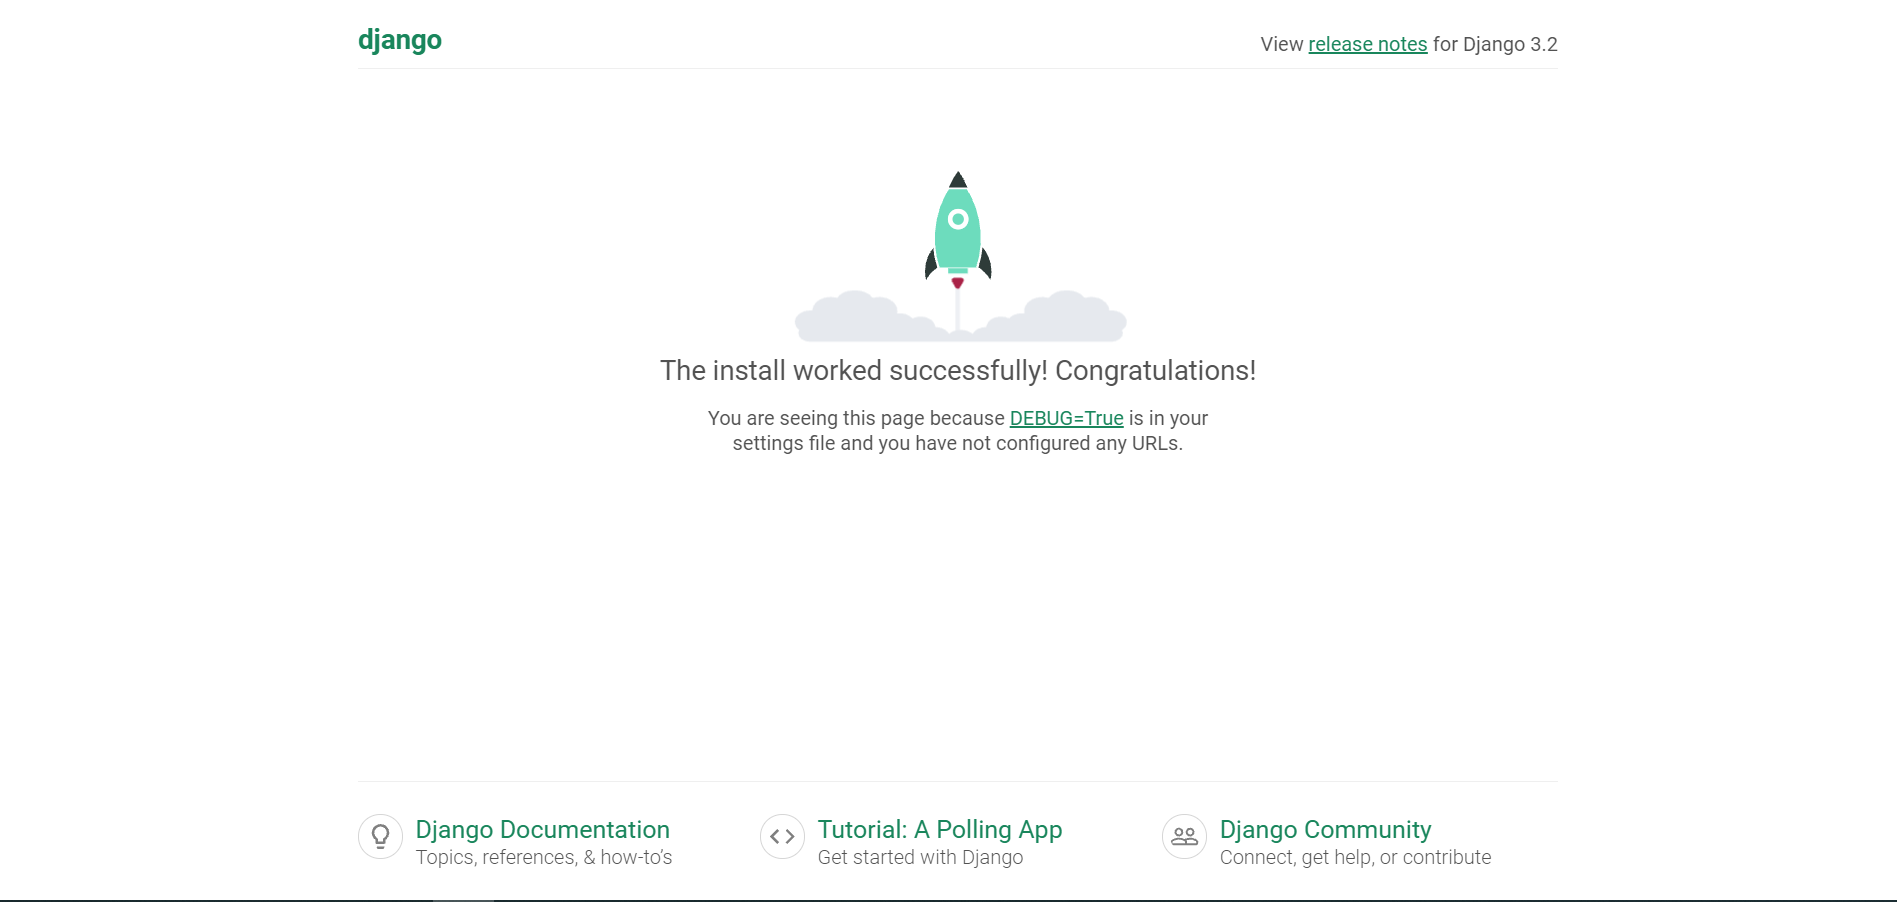 django
View release notes for Django 3.2
The install worked successfully! Congratulations!
You are seeing this page because DEBUG=True is in your
settings file and you have not configured any URLs.
Django Documentation
Topics, references, & how-to’s
Tutorial: A Polling App
Get started with Django
Django Community
Connect, get help, or contribute